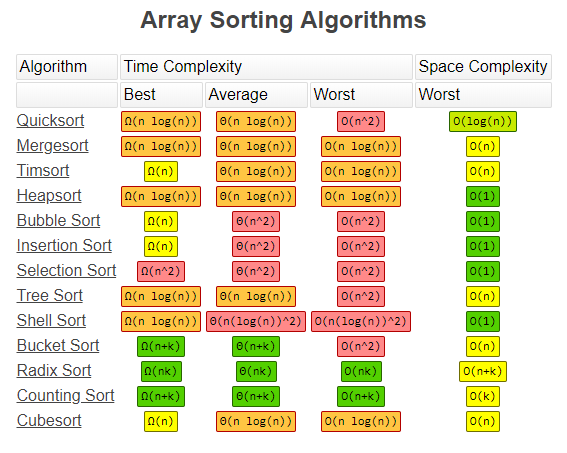 Array Sorting Algorithms
Algorithm Time Complexity Space Complexity
Best Average Worst Worst
Quicksort Ω(n log(n)) Θ(n log(n)) O(n^2) O(log(n))
Mergesort Ω(n log(n)) Θ(n log(n)) O(n log(n)) O(n)
Timsort Ω(n) Θ(n log(n)) O(n log(n)) O(n)
Heapsort Ω(n log(n)) Θ(n log(n)) O(n log(n)) O(1)
Bubble Sort Ω(n) Θ(n^2) O(n^2) O(1)
Insertion Sort Ω(n) Θ(n^2) O(n^2) O(1)
Selection Sort Ω(n^2) Θ(n^2) O(n^2) O(1)
Tree Sort Ω(n log(n)) Θ(n log(n)) O(n^2) O(n)
Shell Sort Ω(n log(n)) Θ(n(log(n))^2) O(n(log(n))^2) O(1)
Bucket Sort Ω(n+k) Θ(n+k) O(n^2) O(n)
Radix Sort Ω(nk) Θ(nk) O(nk) O(n+k)
Counting Sort Ω(n+k) Θ(n+k) O(n+k) O(k)
Cubesort Ω(n) Θ(n log(n)) O(n log(n)) O(n)